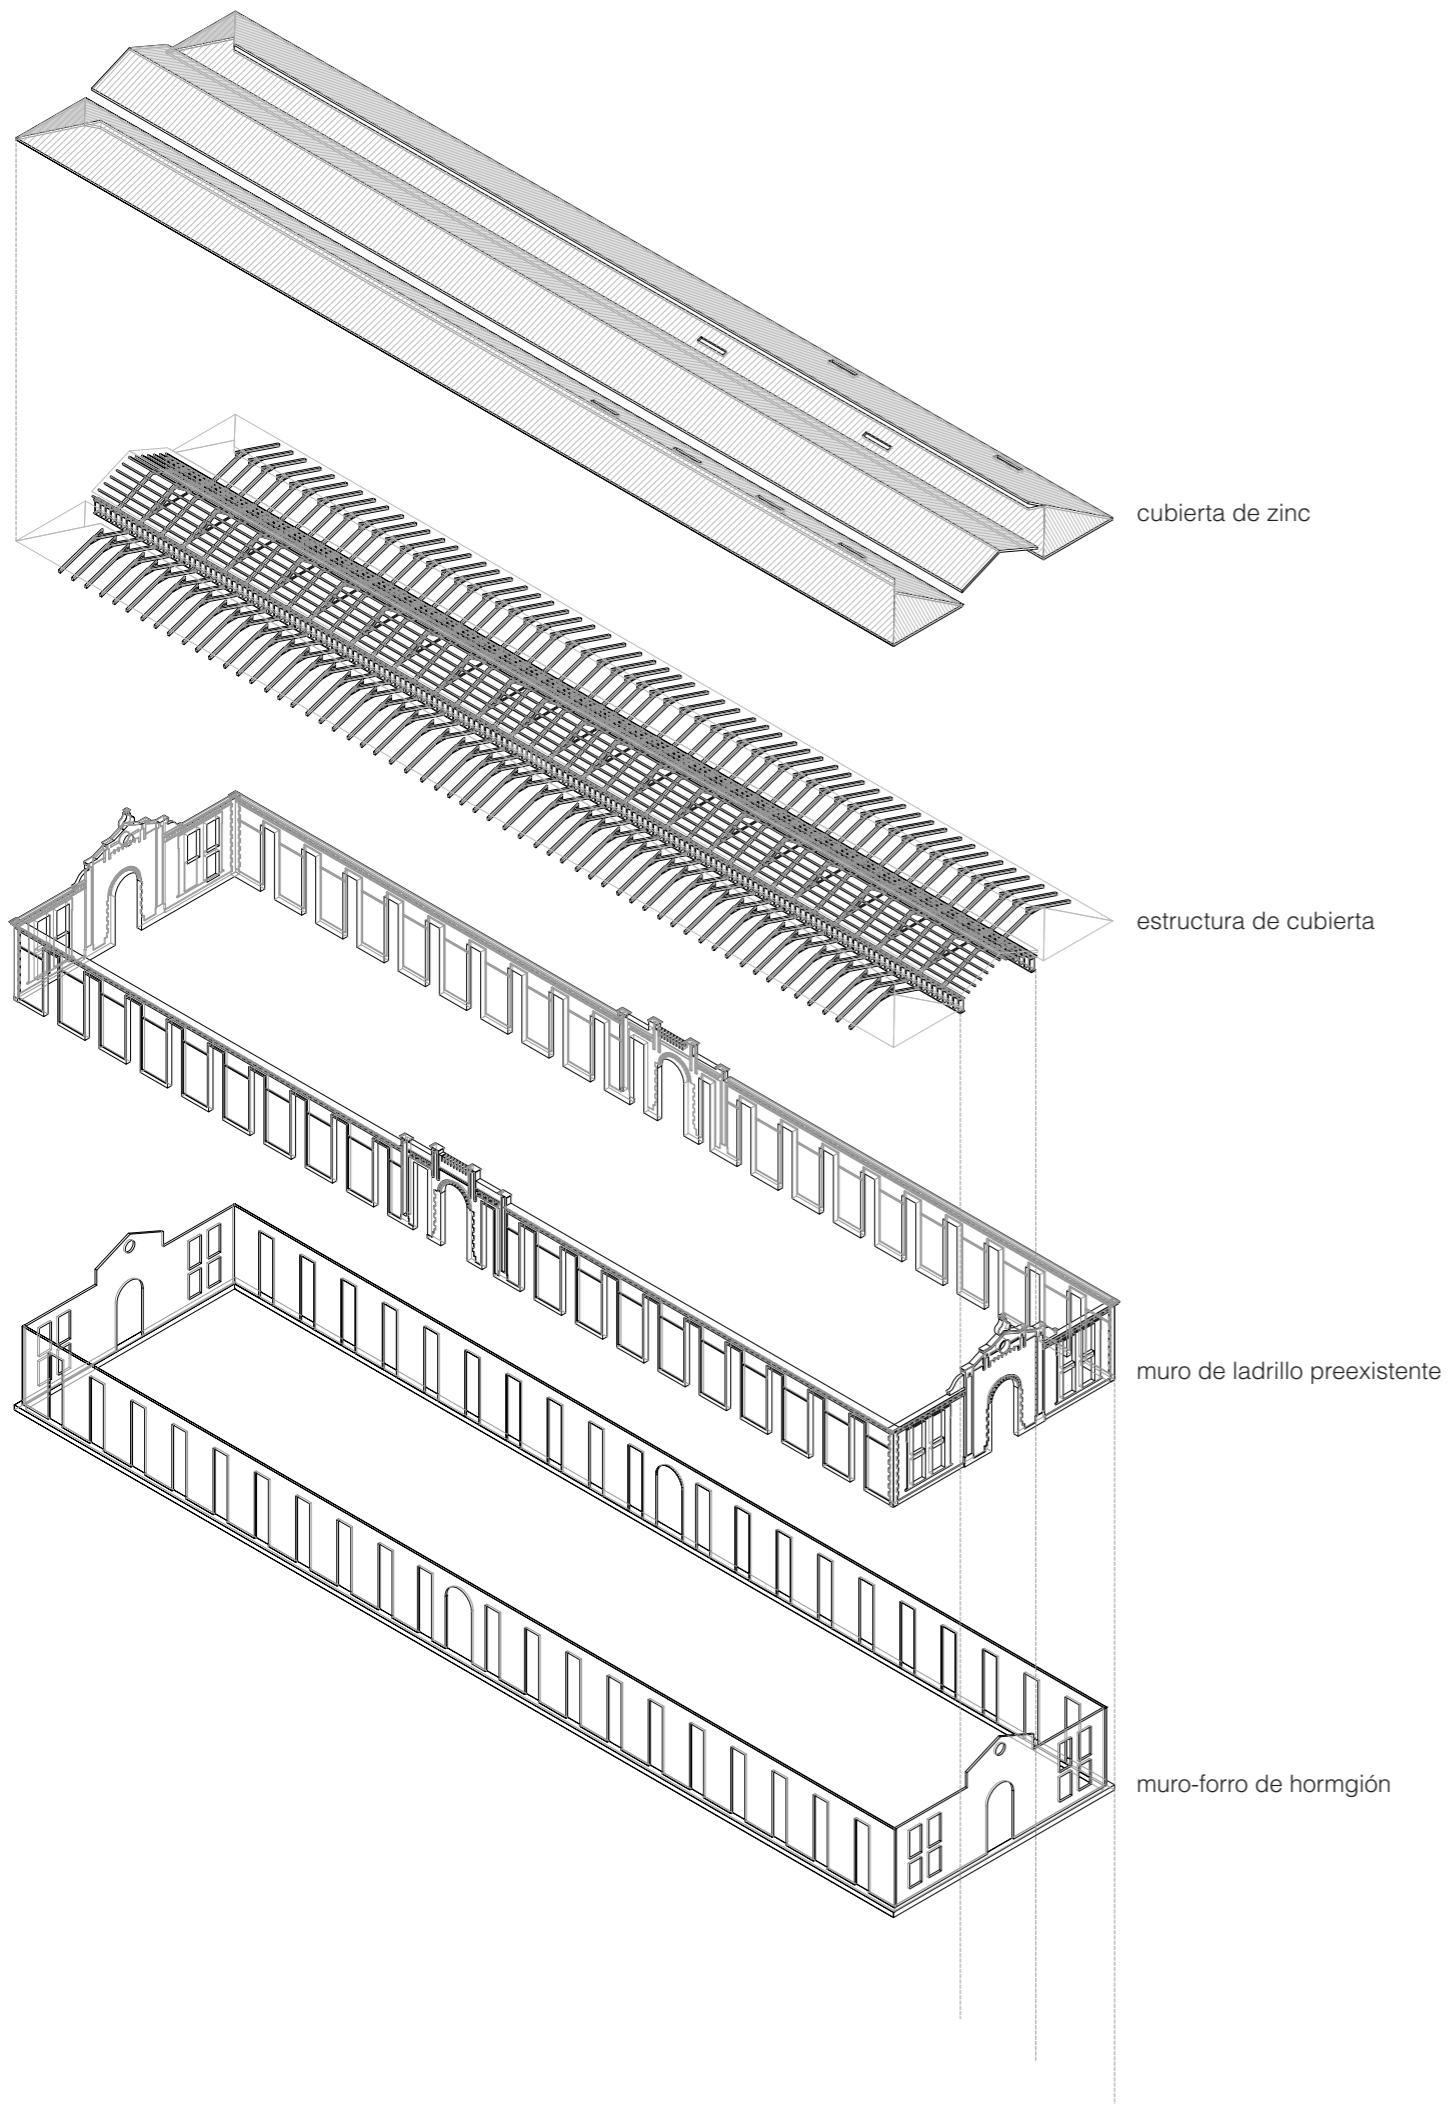 cubierta de zinc
estructura de cubierta
muro de ladrillo preexistente
muro-forro de hormgión